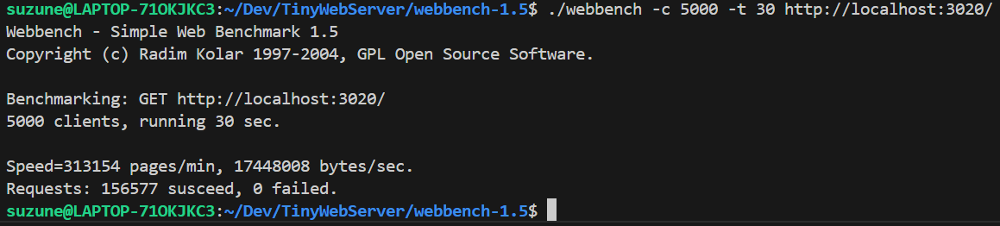 suzune@LAPTOP-71OKJKC3:~/Dev/TinyWebServer/webbench-1.5$ ./webbench -c 5000 -t 30 http://localhost:3020/
Webbench - Simple Web Benchmark 1.5
Copyright (c) Radim Kolar 1997-2004, GPL Open Source Software.

Benchmarking: GET http://localhost:3020/
5000 clients, running 30 sec.

Speed=313154 pages/min, 17448008 bytes/sec.
Requests: 156577 susceed, 0 failed.
suzune@LAPTOP-71OKJKC3:~/Dev/TinyWebServer/webbench-1.5$